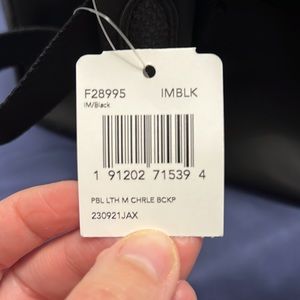 F28995 IMBLK
IM/Black
1 91202 71539 4
PBL LTH M CHRLE BCKP
230921JAX